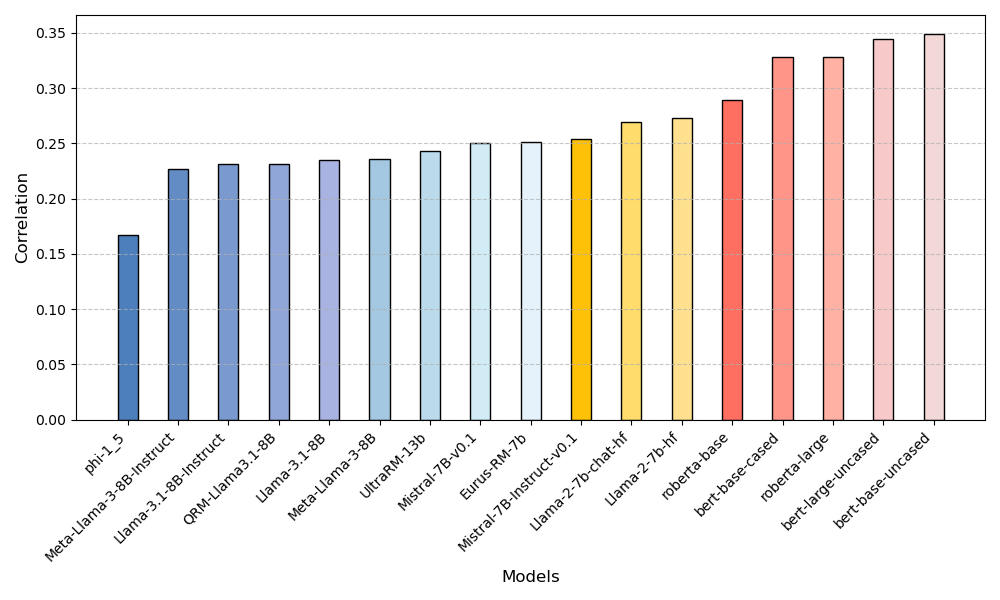 0.35
0.30
0.25
0.20
0.15
0.10
0.05
0.00
Correlation
phi-1_5
Meta-Llama-3-8B-Instruct
Llama-3.1-8B-Instruct
QRM-Llama3.1-8B
Llama-3.1-8B
Meta-Llama-3-8B
UltraRM-13b
Mistral-7B-v0.1
Eurus-RM-7b
Mistral-7B-Instruct-v0.1
Llama-2-7b-chat-hf
Llama-2-7b-hf
roberta-base
bert-base-cased
roberta-large
bert-large-uncased
bert-base-uncased
Models